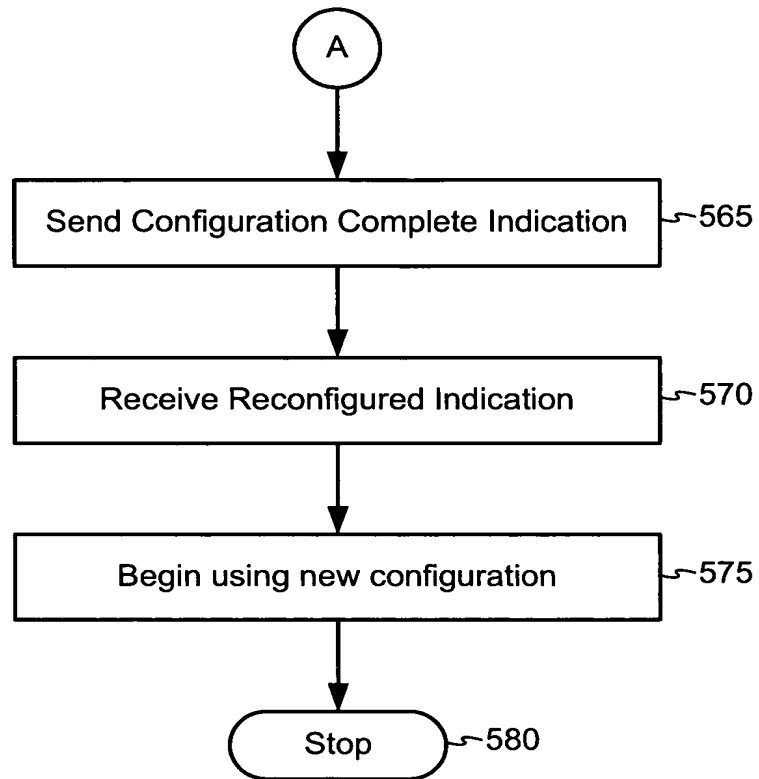 A
Send Configuration Complete Indication 565
Receive Reconfigured Indication 570
Begin using new configuration 575
Stop 580